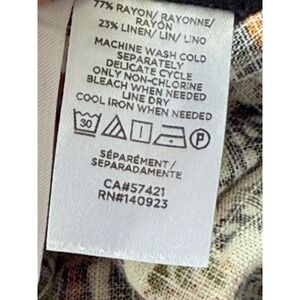 77% RAYON/RAYONNE/
RAYON
23% LINEN/LIN/ LINO
MACHINE WASH COLD
SEPARATELY
DELICATE CYCLE
ONLY NON-CHLORINE
BLEACH WHEN NEEDED
LINE DRY
COOL IRON WHEN NEEDED
30
P
SÉPARÉMENT/
SEPARADAMENTE
CA#57421
RN#140923